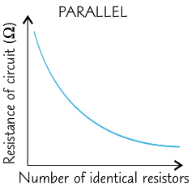 PARALLEL
Resistance of circuit (Ω)
Number of identical resistors